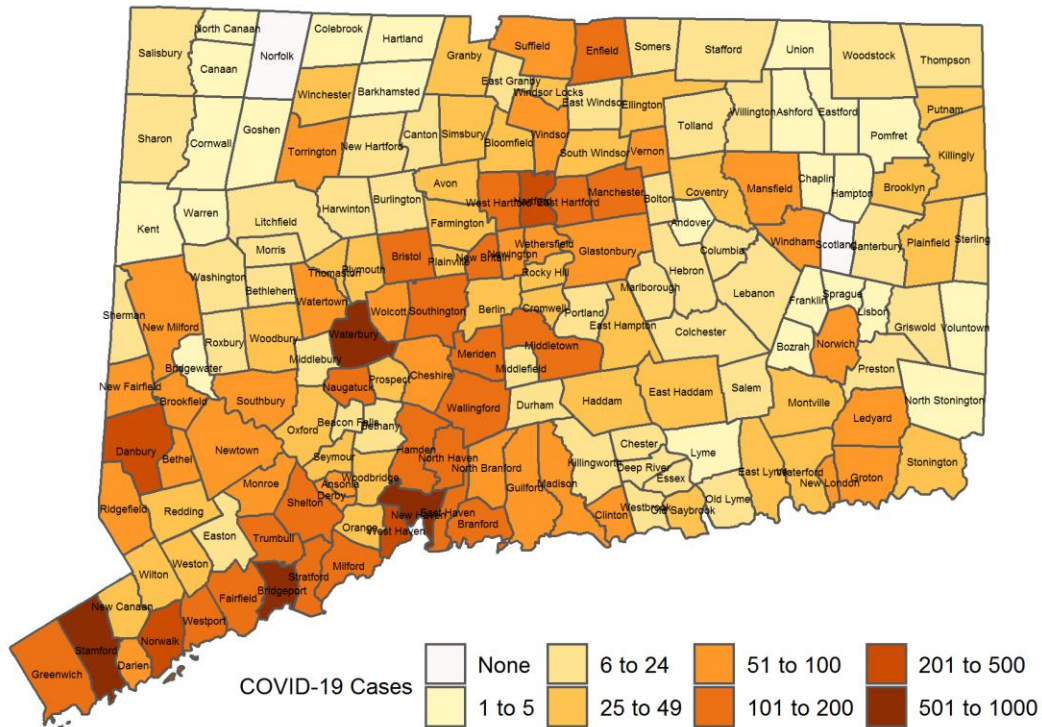 North Canaan
Colebrook
Hartland
Salisbury
Norfolk
Canaan
Granby
Suffield
Enfield
Somers
Stafford
Union
Woodstock
Thompson
East Granby
Windsor Locks
Winchester
Barkhamsted
East Windsor
Ellington
Willington
Ashford
Eastford
Putnam
Sharon
Cornwall
Goshen
Torrington
New Hartford
Canton
Simsbury
Bloomfield
Windsor
South Windsor
Vernon
Tolland
Pomfret
Killingly
Kent
Warren
Litchfield
Harwinton
Burlington
Avon
Farmington
West Hartford
Hartford
East Hartford
Manchester
Bolton
Andover
Coventry
Mansfield
Chaplin
Hampton
Brooklyn
Morris
Washington
Bethlehem
Thomaston
Plymouth
Bristol
Plainville
New Britain
Newington
Wethersfield
Glastonbury
Rocky Hill
Columbia
Hebron
Marlborough
Windham
Scotland
Canterbury
Plainfield
Sterling
Sherman
New Milford
Roxbury
Woodbury
Watertown
Waterbury
Wolcott
Southington
Berlin
Cromwell
Portland
East Hampton
Colchester
Lebanon
Franklin
Sprague
Lisbon
Griswold
Voluntown
Bridgewater
Middlebury
Naugatuck
Prospect
Cheshire
Meriden
Middletown
Middlefield
Bozrah
Norwich
Preston
New Fairfield
Brookfield
Southbury
Oxford
Beacon Falls
Bethany
Wallingford
Durham
Haddam
East Haddam
Salem
Montville
Ledyard
North Stonington
Danbury
Bethel
Newtown
Seymour
Woodbridge
Hamden
North Haven
North Branford
Guilford
Madison
Killingworth
Chester
Deep River
Essex
Lyme
East Lyme
Waterford
New London
Groton
Stonington
Ridgefield
Redding
Monroe
Ansonia
Derby
Shelton
Orange
New Haven
East Haven
West Haven
Branford
Clinton
Westbrook
Old Saybrook
Old Lyme
Easton
Trumbull
Wilton
Weston
Stratford
Milford
New Canaan
Fairfield
Bridgeport
Westport
Norwalk
Greenwich
Stamford
Darien
COVID-19 Cases
None
6 to 24
51 to 100
201 to 500
1 to 5
25 to 49
101 to 200
501 to 1000